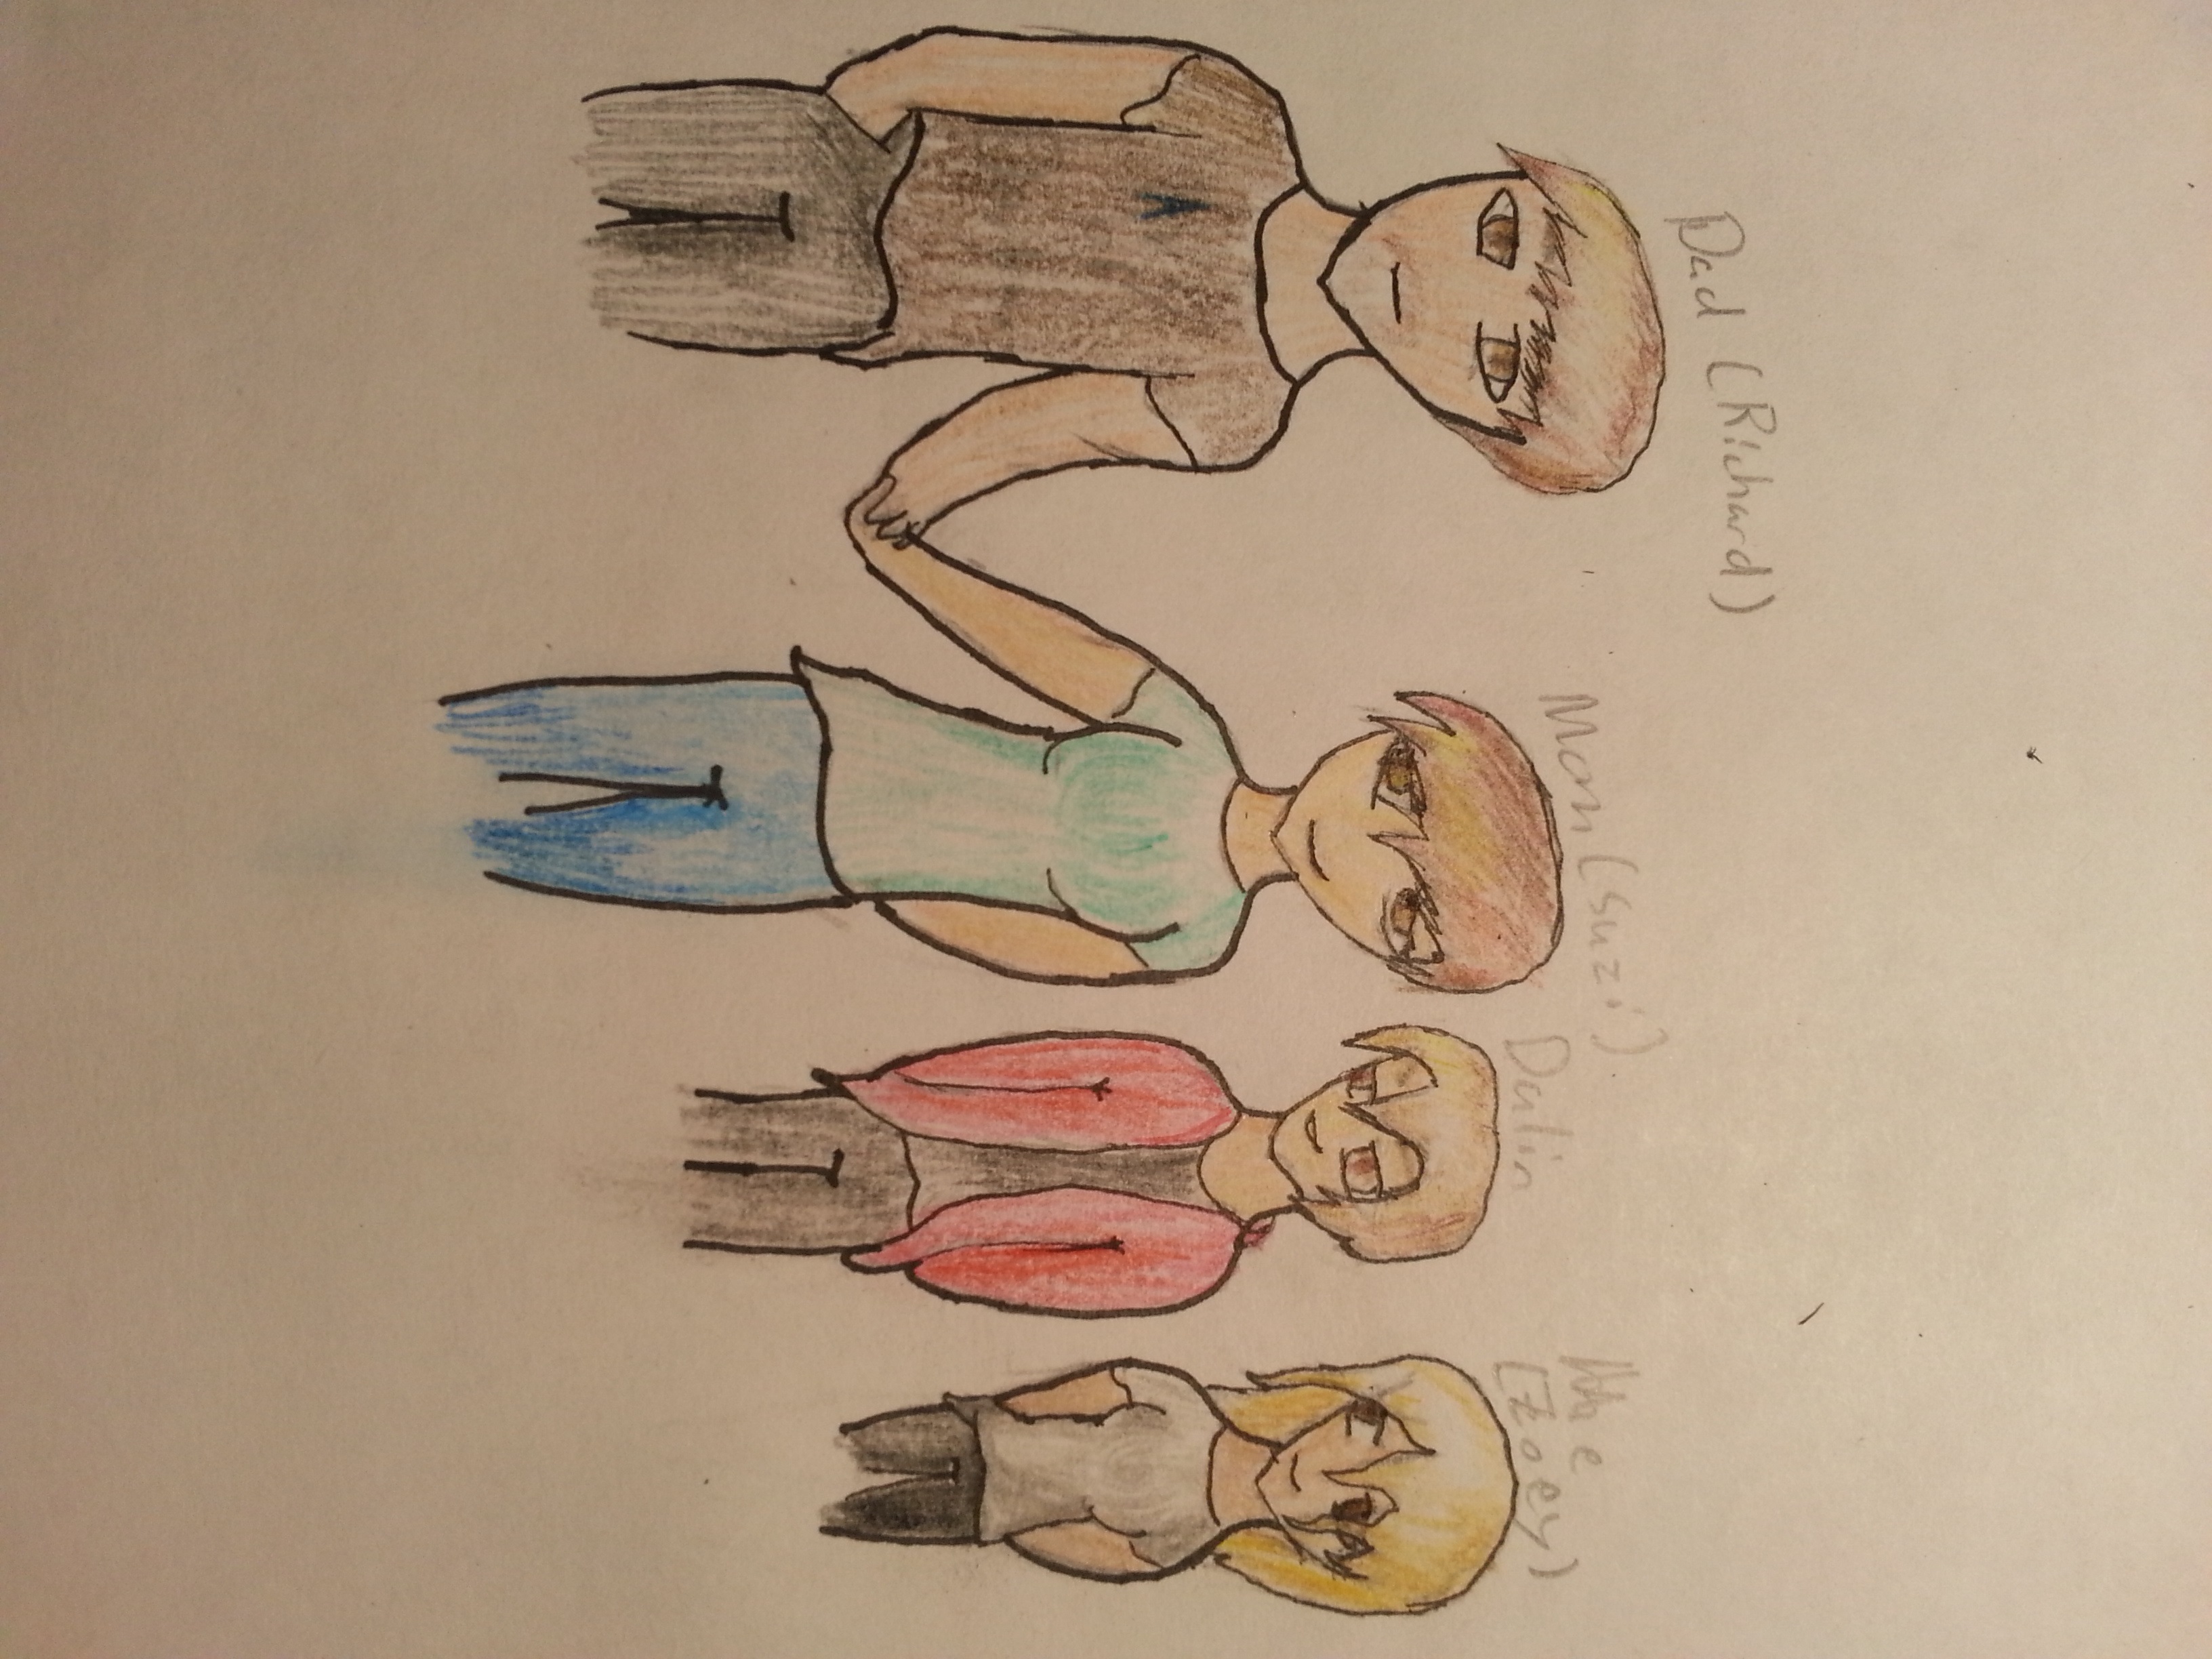 Dad (Richard)
Mom (suzi)
Dalin
Me
(Zoey)